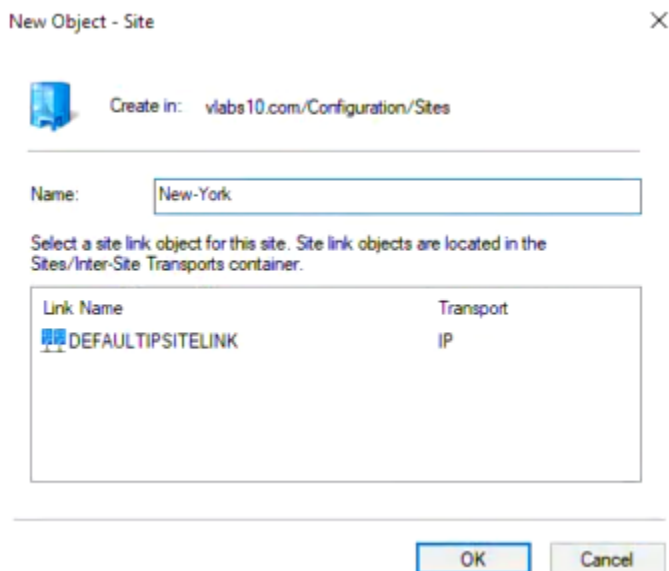 New Object - Site
Create in: vlabs10.com/Configuration/Sites
Name: New-York
Select a site link object for this site. Site link objects are located in the
Sites/Inter-Site Transports container.
Link Name Transport
DEFAULTIPSITELINK IP
OK Cancel